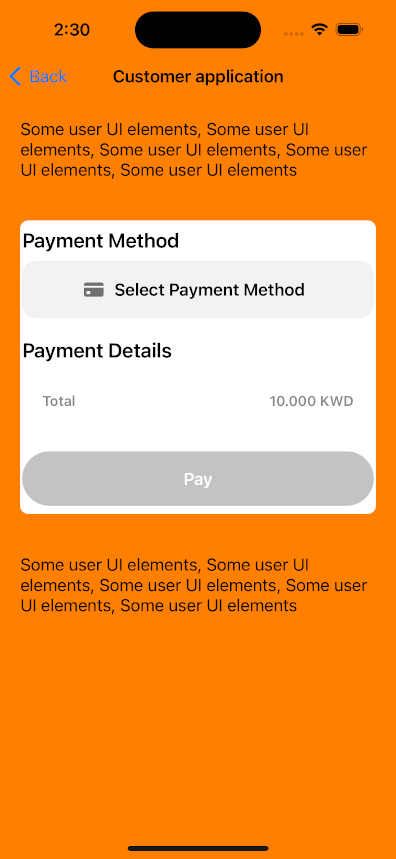 2:30
Back
Customer application
Some user UI elements, Some user UI
elements, Some user UI elements, Some user
UI elements, Some user UI elements
Payment Method
Select Payment Method
Payment Details
Total 10.000 KWD
Pay
Some user UI elements, Some user UI
elements, Some user UI elements, Some user
UI elements, Some user UI elements